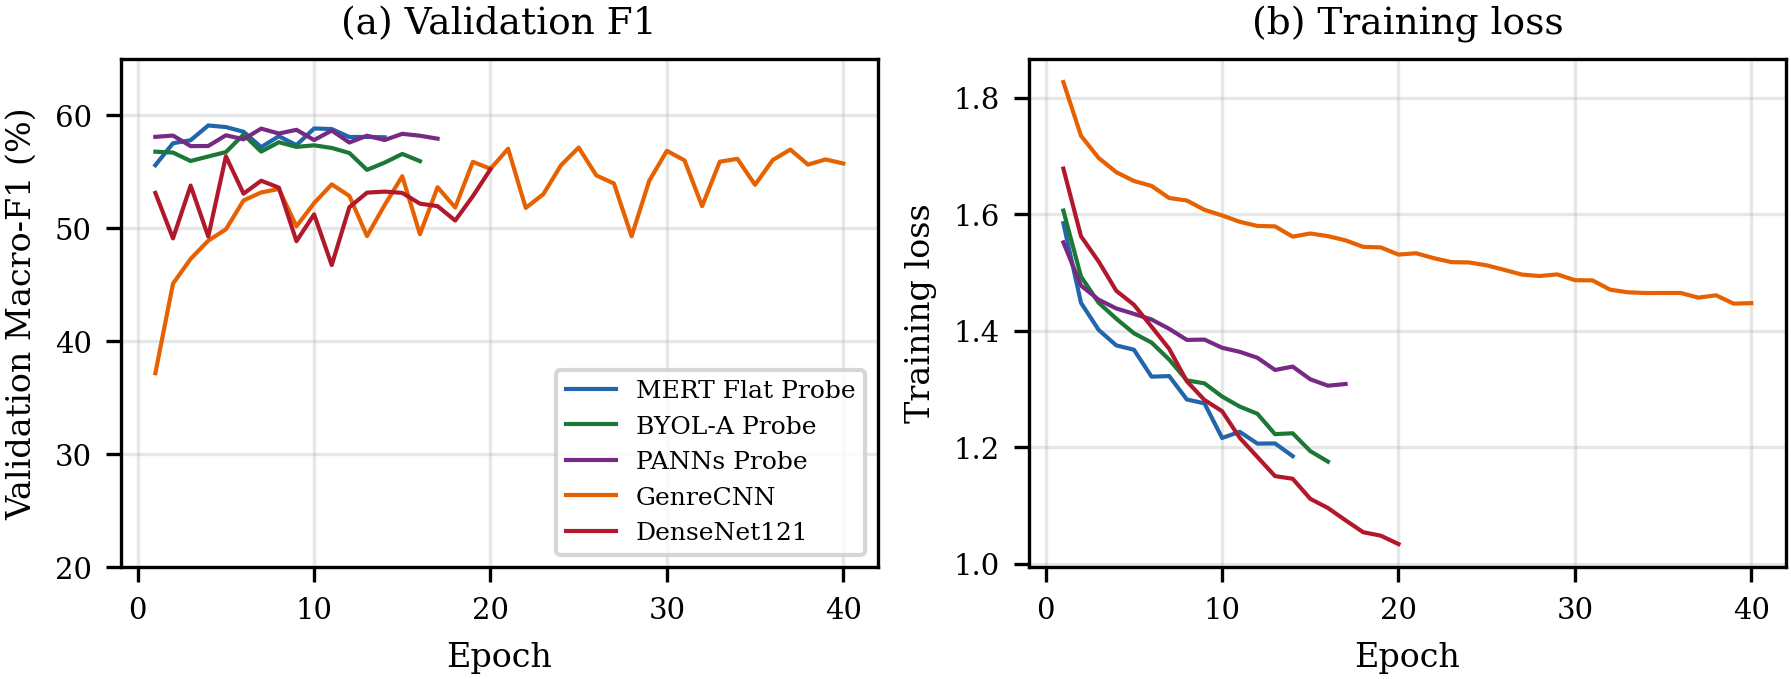 (a) Validation F1
Validation Macro-F1 (%)
60
50
40
30
20
0
10
20
30
40
Epoch
MERT Flat Probe
BYOL-A Probe
PANNs Probe
GenreCNN
DenseNet121
(b) Training loss
Training loss
1.8
1.6
1.4
1.2
1.0
0
10
20
30
40
Epoch